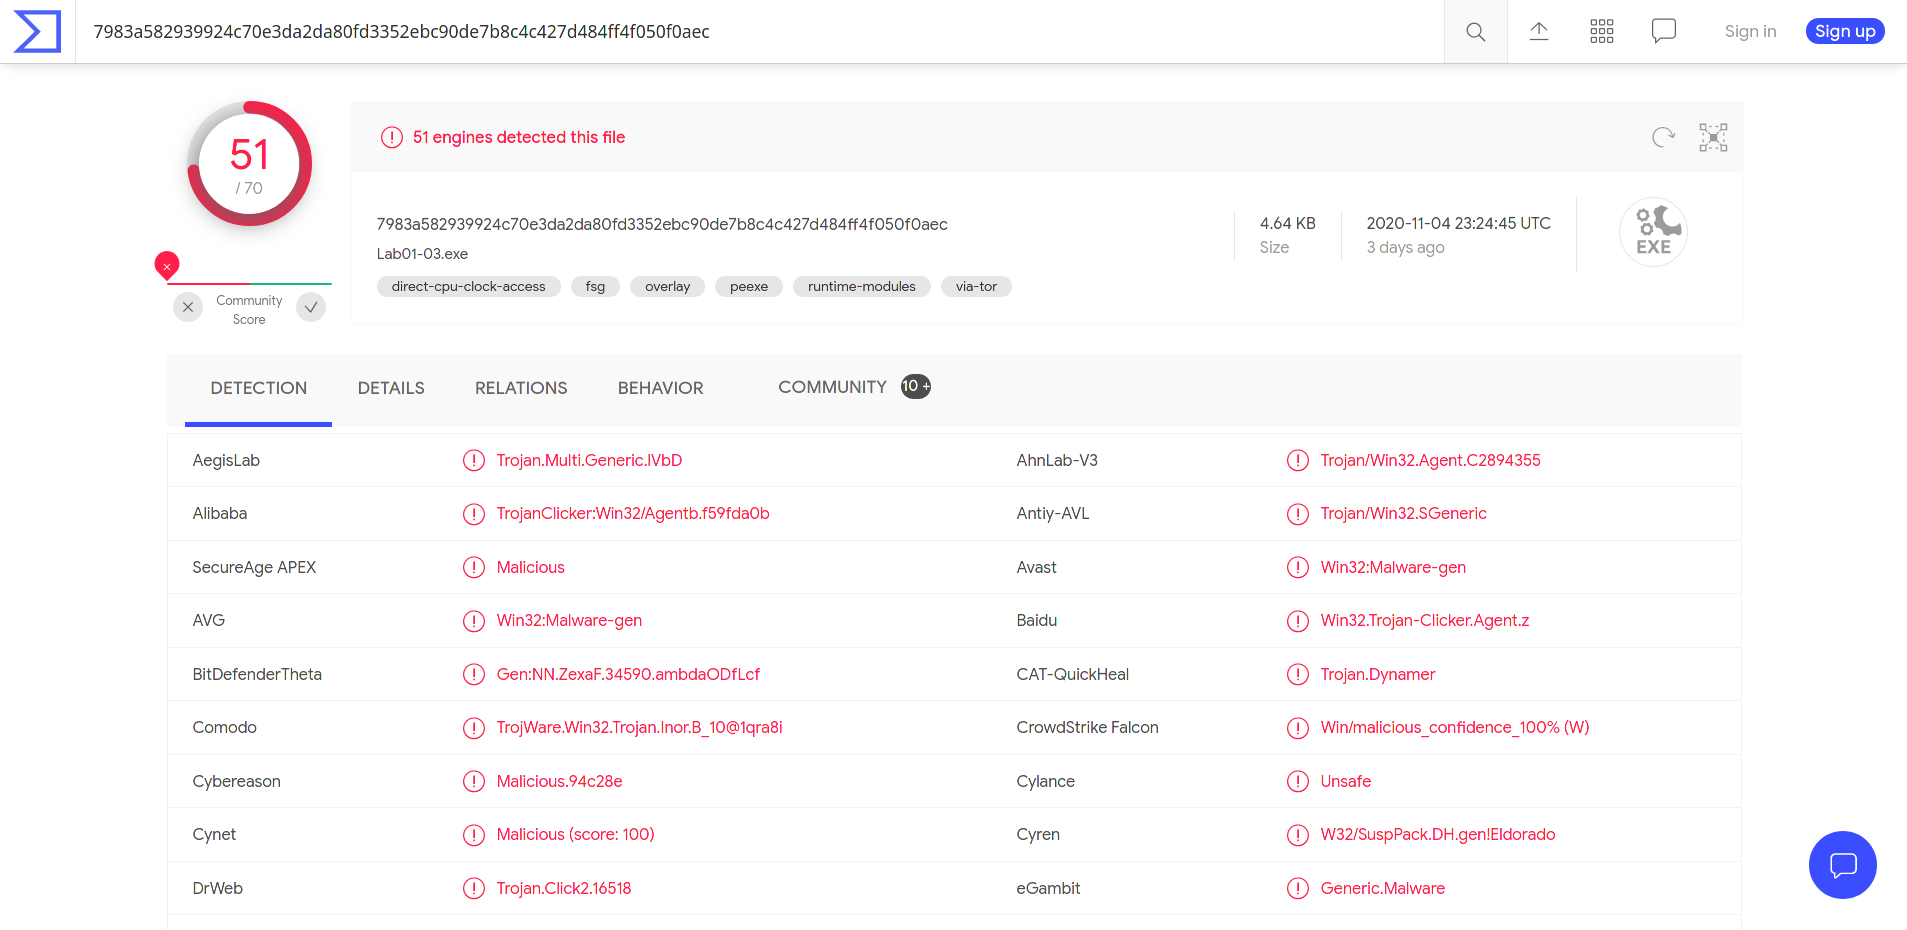 7983a582939924c70e3da2da80fd3352ebc90de7b8c4c427d484ff4f050f0aec
Sign in
Sign up
51
/ 70
Community
Score
51 engines detected this file
7983a582939924c70e3da2da80fd3352ebc90de7b8c4c427d484ff4f050f0aec
Lab01-03.exe
direct-cpu-clock-access fsg overlay peexe runtime-modules via-tor
4.64 KB
Size
2020-11-04 23:24:45 UTC
3 days ago
EXE
DETECTION DETAILS RELATIONS BEHAVIOR COMMUNITY 10 +
AegisLab Trojan.Multi.Generic.lVbD AhnLab-V3 Trojan/Win32.Agent.C2894355
Alibaba TrojanClicker:Win32/Agentb.f59fda0b Antiy-AVL Trojan/Win32.SGeneric
SecureAge APEX Malicious Avast Win32:Malware-gen
AVG Win32:Malware-gen Baidu Win32.Trojan-Clicker.Agent.z
BitDefenderTheta Gen:NN.ZexaF.34590.ambdaODfLcf CAT-QuickHeal Trojan.Dynamer
Comodo TrojWare.Win32.Trojan.Inor.B_10@1qra8i CrowdStrike Falcon Win/malicious_confidence_100% (W)
Cybereason Malicious.94c28e Cylance Unsafe
Cynet Malicious (score: 100) Cyren W32/SuspPack.DH.gen!Eldorado
DrWeb Trojan.Click2.16518 eGambit Generic.Malware